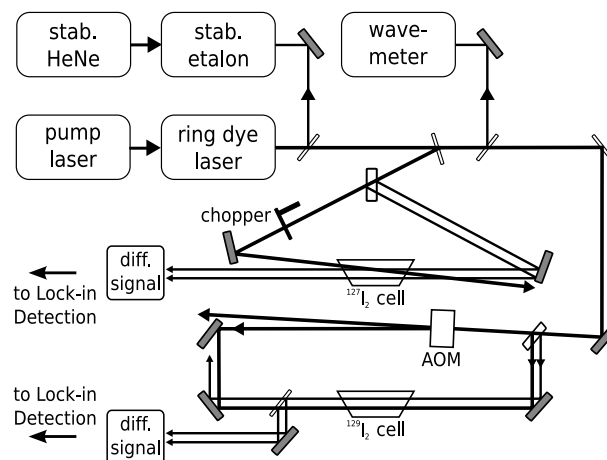 stab.
HeNe
stab.
etalon
wave-
meter
pump
laser
ring dye
laser
chopper
diff.
signal
to Lock-in
Detection
¹²⁷I₂ cell
AOM
to Lock-in
Detection
diff.
signal
¹²⁹I₂ cell